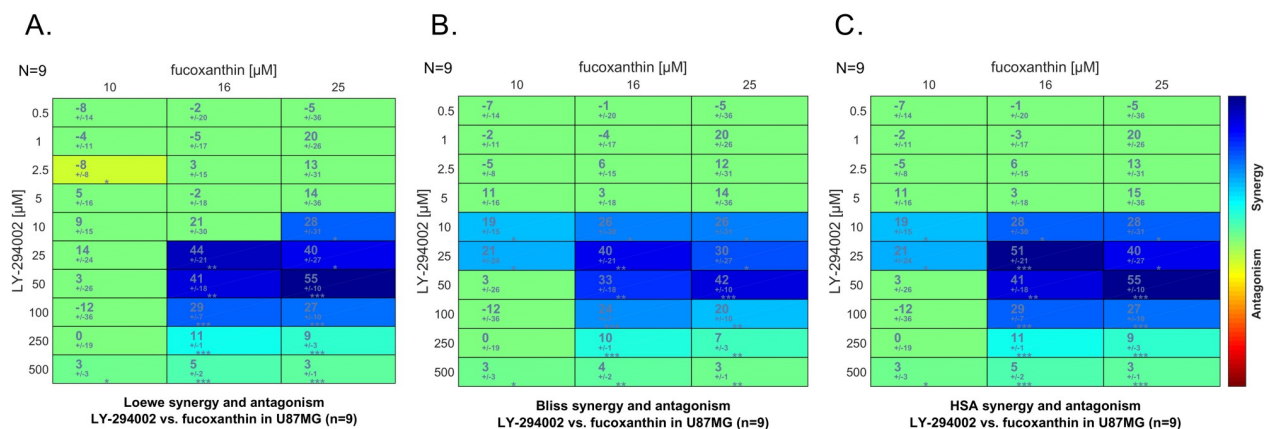 A.
N=9
fucoxanthin [µM]
10 16 25
LY-294002 [µM]
0.5 -8 +/-14 -2 +/-20 -5 +/-36
1 -4 +/-11 -5 +/-17 20 +/-26
2.5 -8 +/-8 * 3 +/-15 13 +/-31
5 5 +/-16 -2 +/-18 14 +/-36
10 9 +/-15 21 +/-30 28 +/-31 *
25 14 +/-24 44 +/-21 ** 40 +/-27 *
50 3 +/-26 41 +/-18 ** 55 +/-10 ***
100 -12 +/-36 29 +/-7 *** 27 +/-10 ***
250 0 +/-19 11 +/-1 *** 9 +/-3 ***
500 3 +/-3 * 5 +/-2 *** 3 +/-1 ***
Loewe synergy and antagonism
LY-294002 vs. fucoxanthin in U87MG (n=9)
B.
N=9
fucoxanthin [µM]
10 16 25
LY-294002 [µM]
0.5 -7 +/-14 -1 +/-20 -5 +/-36
1 -2 +/-11 -4 +/-17 20 +/-26
2.5 -5 +/-8 6 +/-15 12 +/-31
5 11 +/-16 3 +/-18 14 +/-36
10 19 +/-15 * 26 +/-30 * 26 +/-31 *
25 21 +/-24 * 40 +/-21 ** 30 +/-27 *
50 3 +/-26 33 +/-18 ** 42 +/-10 ***
100 -12 +/-36 24 +/-7 *** 20 +/-10 **
250 0 +/-19 10 +/-1 *** 7 +/-3 **
500 3 +/-3 * 4 +/-2 ** 3 +/-1 **
Bliss synergy and antagonism
LY-294002 vs. fucoxanthin in U87MG (n=9)
C.
N=9
fucoxanthin [µM]
10 16 25
LY-294002 [µM]
0.5 -7 +/-14 -1 +/-20 -5 +/-36
1 -2 +/-11 -3 +/-17 20 +/-26
2.5 -5 +/-8 6 +/-15 13 +/-31
5 11 +/-16 3 +/-18 15 +/-36
10 19 +/-15 * 28 +/-30 * 28 +/-31 *
25 21 +/-24 * 51 +/-21 *** 40 +/-27 *
50 3 +/-26 41 +/-18 ** 55 +/-10 ***
100 -12 +/-36 29 +/-7 *** 27 +/-10 ***
250 0 +/-19 11 +/-1 *** 9 +/-3 ***
500 3 +/-3 * 5 +/-2 *** 3 +/-1 ***
HSA synergy and antagonism
LY-294002 vs. fucoxanthin in U87MG (n=9)
Synergy
Antagonism